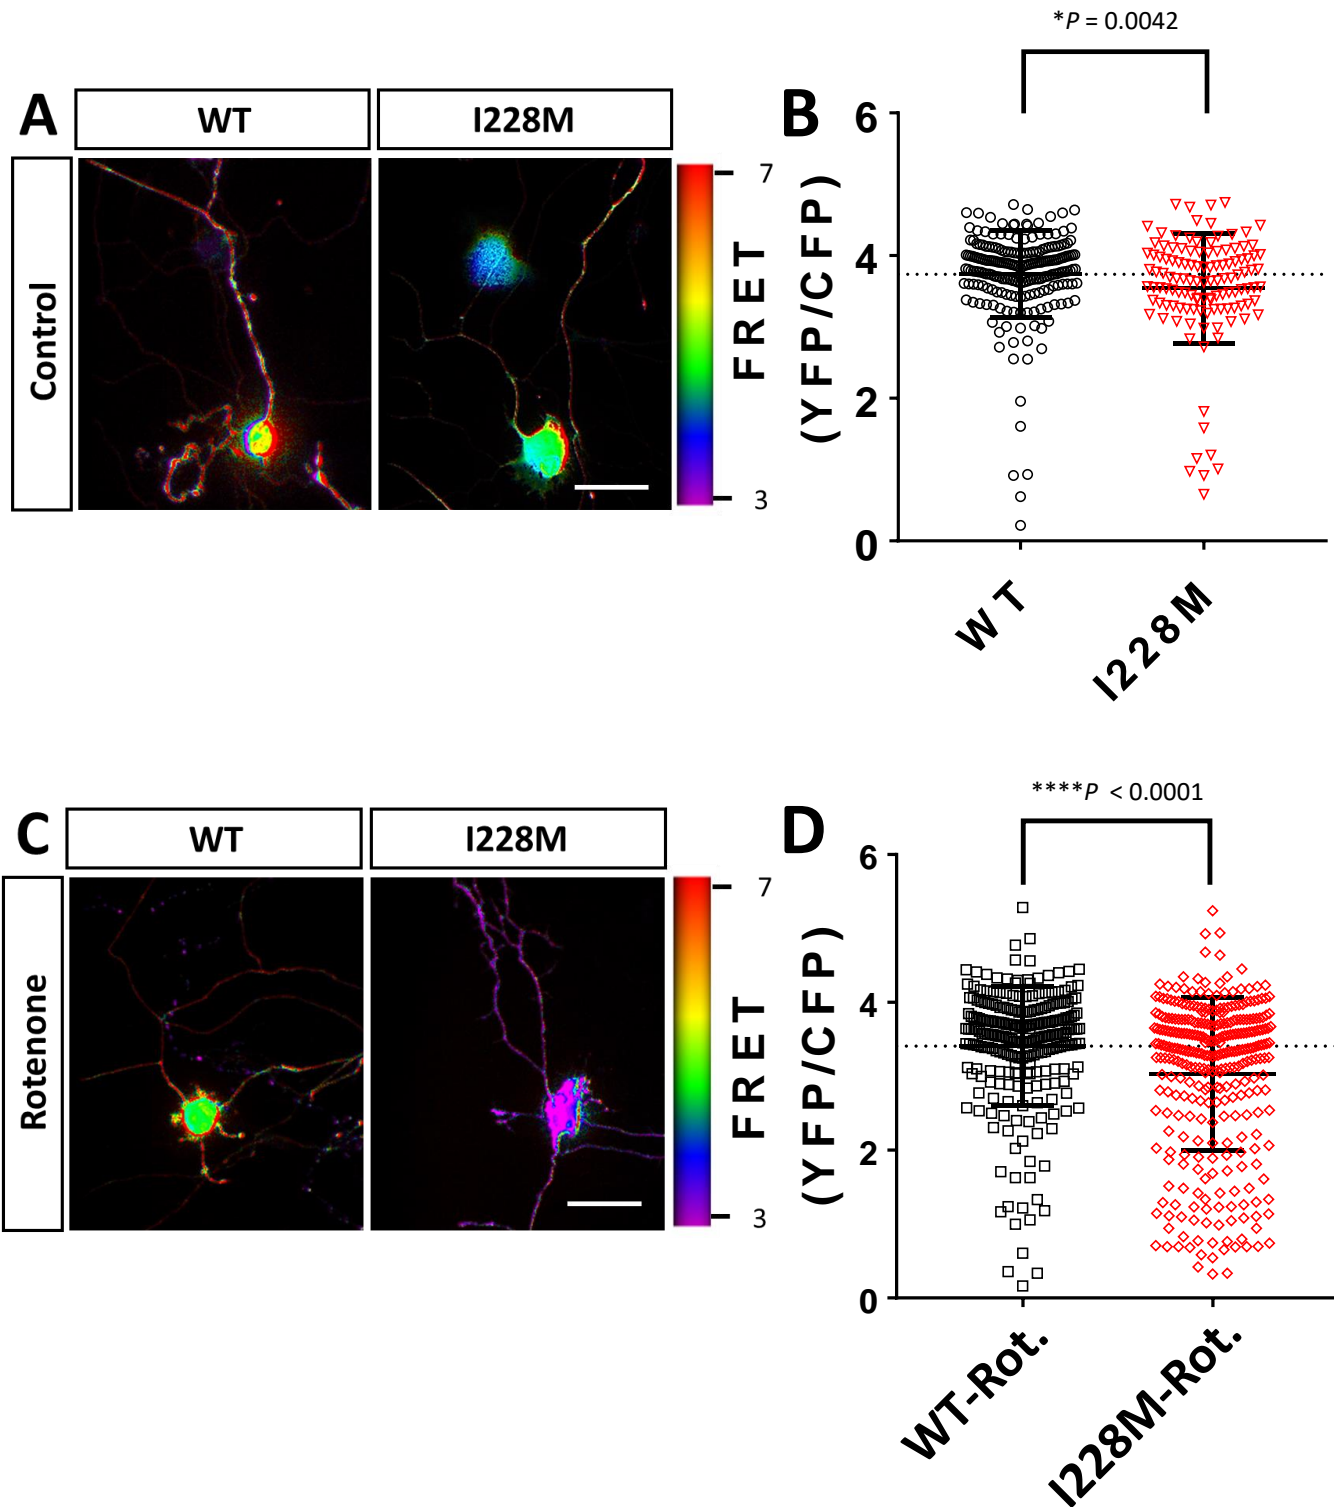 *P = 0.0042
A
WT
I228M
B
Control
7
FRET
3
(YFP/CFP)
6
4
2
0
WT
I228M
****P < 0.0001
C
WT
I228M
D
Rotenone
7
FRET
3
(YFP/CFP)
6
4
2
0
WT-Rot.
I228M-Rot.